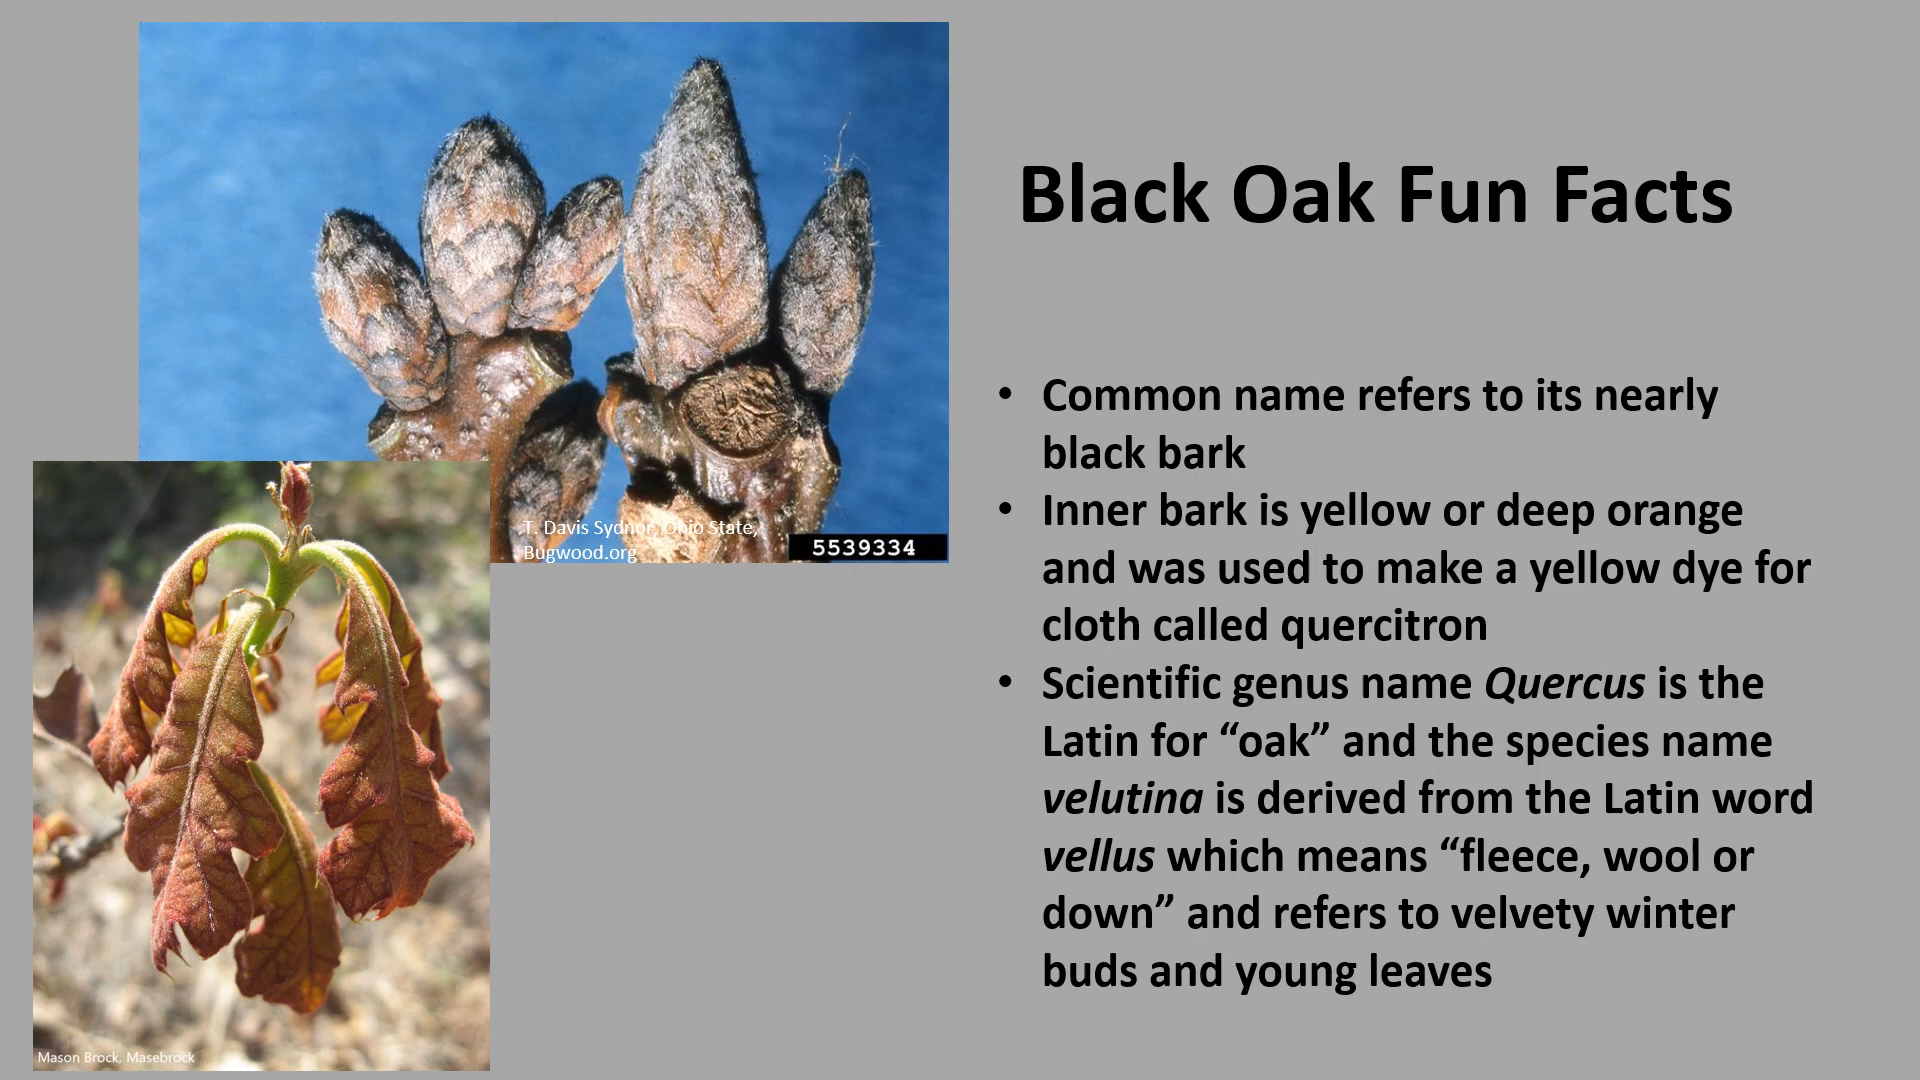 Black Oak Fun Facts
• Common name refers to its nearly
black bark
• Inner bark is yellow or deep orange
and was used to make a yellow dye for
cloth called quercitron
• Scientific genus name Quercus is the
Latin for “oak” and the species name
velutina is derived from the Latin word
vellus which means “fleece, wool or
down” and refers to velvety winter
buds and young leaves
T. Davis Sydnor, Ohio State,
Bugwood.org
5539334
Mason Brock, Masebrock